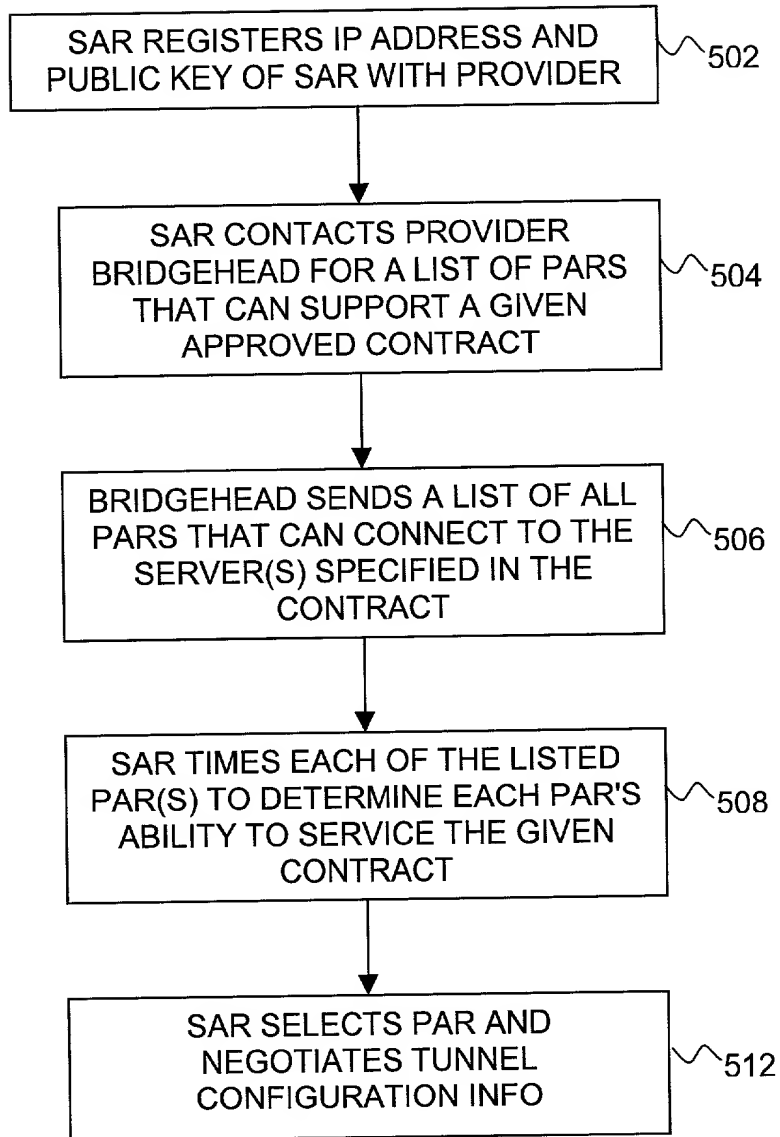 SAR REGISTERS IP ADDRESS AND
PUBLIC KEY OF SAR WITH PROVIDER
502
SAR CONTACTS PROVIDER
BRIDGEHEAD FOR A LIST OF PARS
THAT CAN SUPPORT A GIVEN
APPROVED CONTRACT
504
BRIDGEHEAD SENDS A LIST OF ALL
PARS THAT CAN CONNECT TO THE
SERVER(S) SPECIFIED IN THE
CONTRACT
506
SAR TIMES EACH OF THE LISTED
PAR(S) TO DETERMINE EACH PAR'S
ABILITY TO SERVICE THE GIVEN
CONTRACT
508
SAR SELECTS PAR AND
NEGOTIATES TUNNEL
CONFIGURATION INFO
512